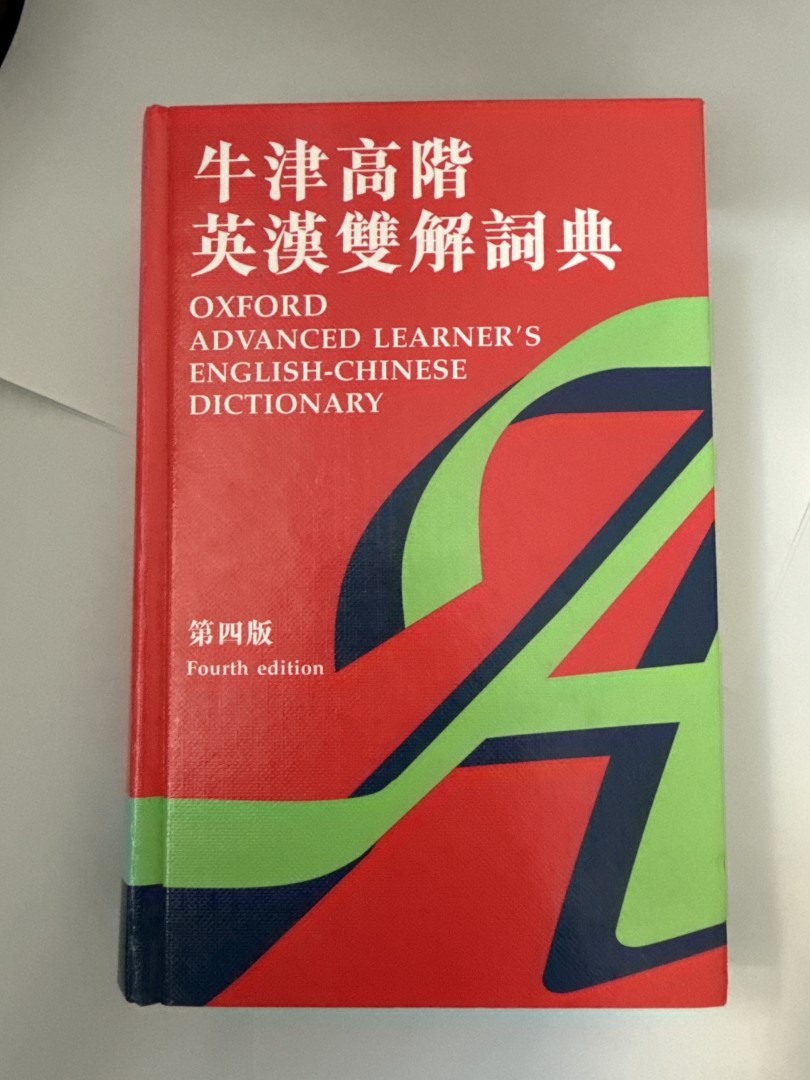 牛津高階
英漢雙解詞典
OXFORD
ADVANCED LEARNER'S
ENGLISH-CHINESE
DICTIONARY
第四版
Fourth edition